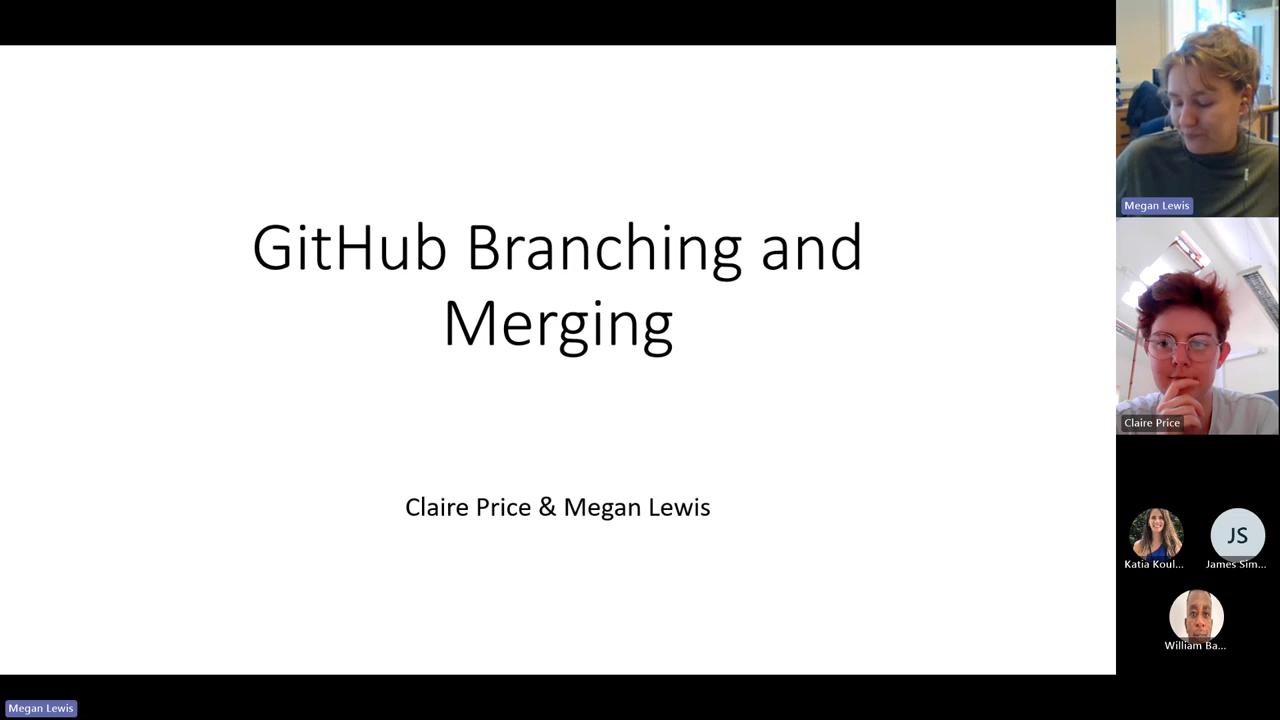 GitHub Branching and
Merging
Claire Price & Megan Lewis
Megan Lewis
Claire Price
Katia Koul...
JS
James Sim...
William Ba...
Megan Lewis